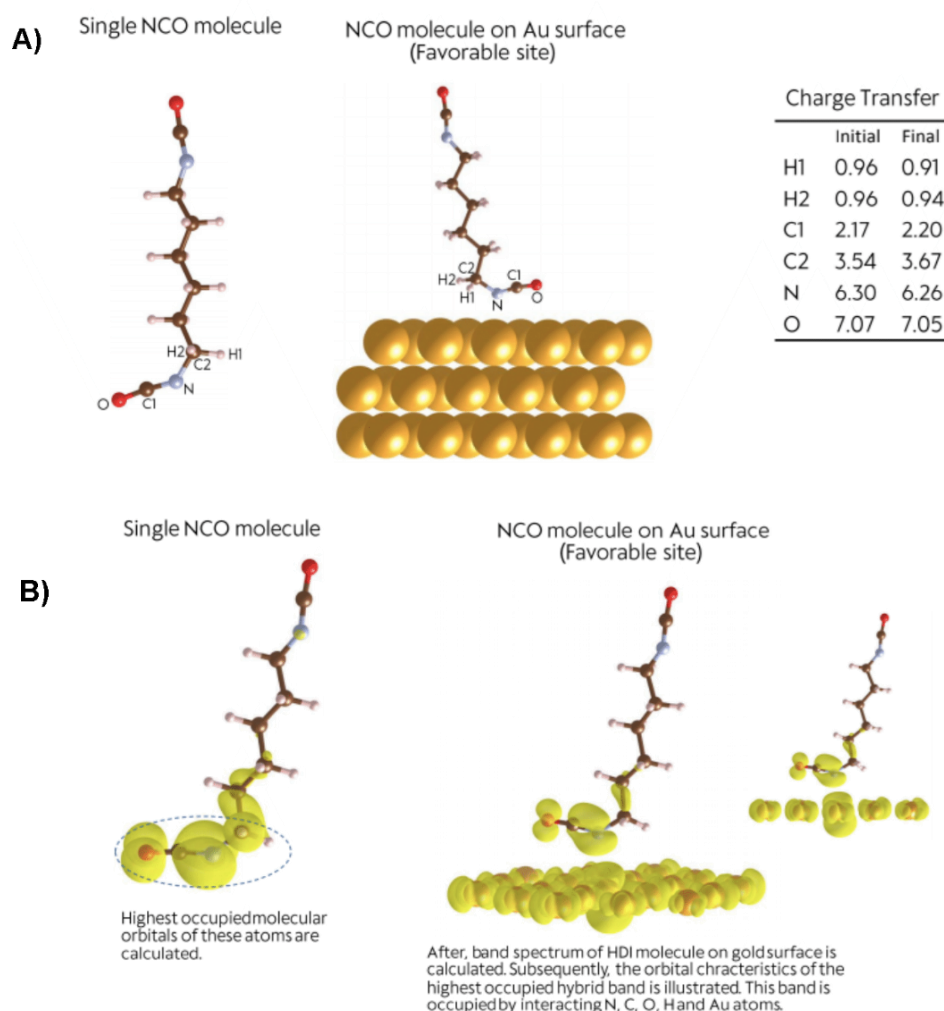 A)
Single NCO molecule
NCO molecule on Au surface
(Favorable site)
Charge Transfer
Initial Final
H1 0.96 0.91
H2 0.96 0.94
C1 2.17 2.20
C2 3.54 3.67
N 6.30 6.26
O 7.07 7.05
H2 H1
C2
O C1 N
C2
H2 C1
H1 O
N
B)
Single NCO molecule
NCO molecule on Au surface
(Favorable site)
Highest occupied molecular
orbitals of these atoms are
calculated.
After, band spectrum of HDI molecule on gold surface is
calculated. Subsequently, the orbital chracteristics of the
highest occupied hybrid band is illustrated. This band is
occupied by interacting N, C, O, H and Au atoms.